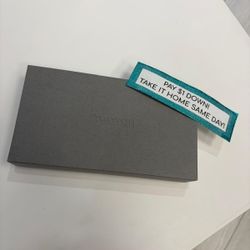 PAY $1 DOWN!
TAKE IT HOME SAME DAY!